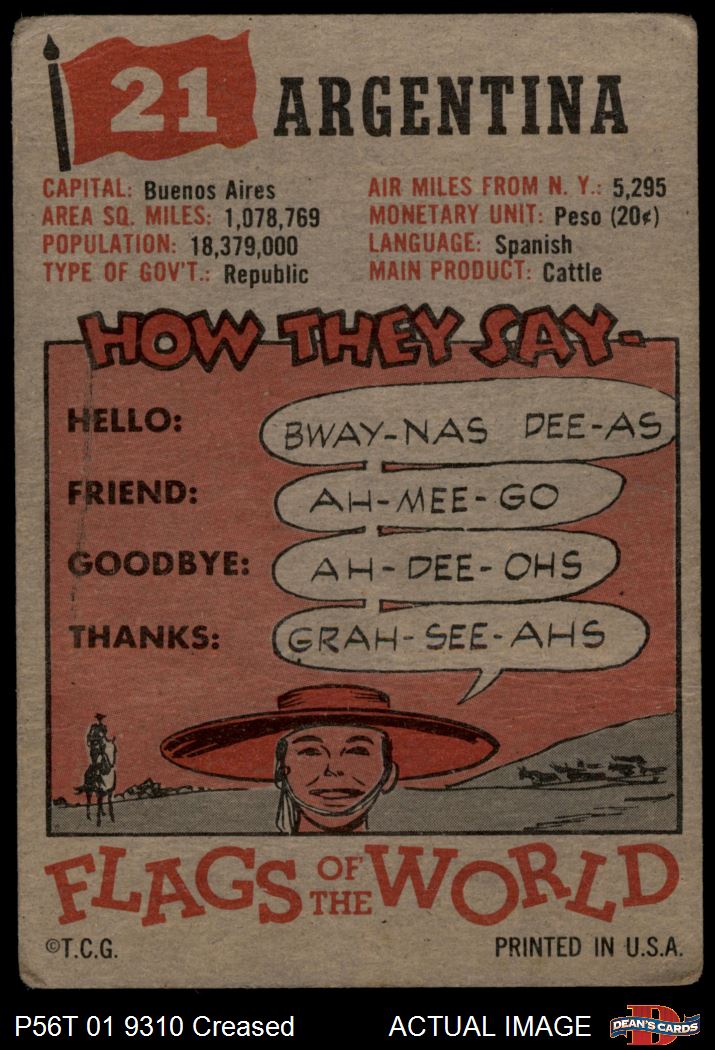 21 ARGENTINA
CAPITAL: Buenos Aires
AREA SQ. MILES: 1,078,769
POPULATION: 18,379,000
TYPE OF GOV'T.: Republic
AIR MILES FROM N. Y.: 5,295
MONETARY UNIT: Peso (20¢)
LANGUAGE: Spanish
MAIN PRODUCT: Cattle
HOW THEY SAY-
HELLO: BWAY-NAS DEE-AS
FRIEND: AH-MEE-GO
GOODBYE: AH-DEE-OHS
THANKS: GRAH-SEE-AHS
FLAGS OF THE WORLD
©T.C.G. PRINTED IN U.S.A.
P56T 01 9310 Creased ACTUAL IMAGE DEAN'S CARDS